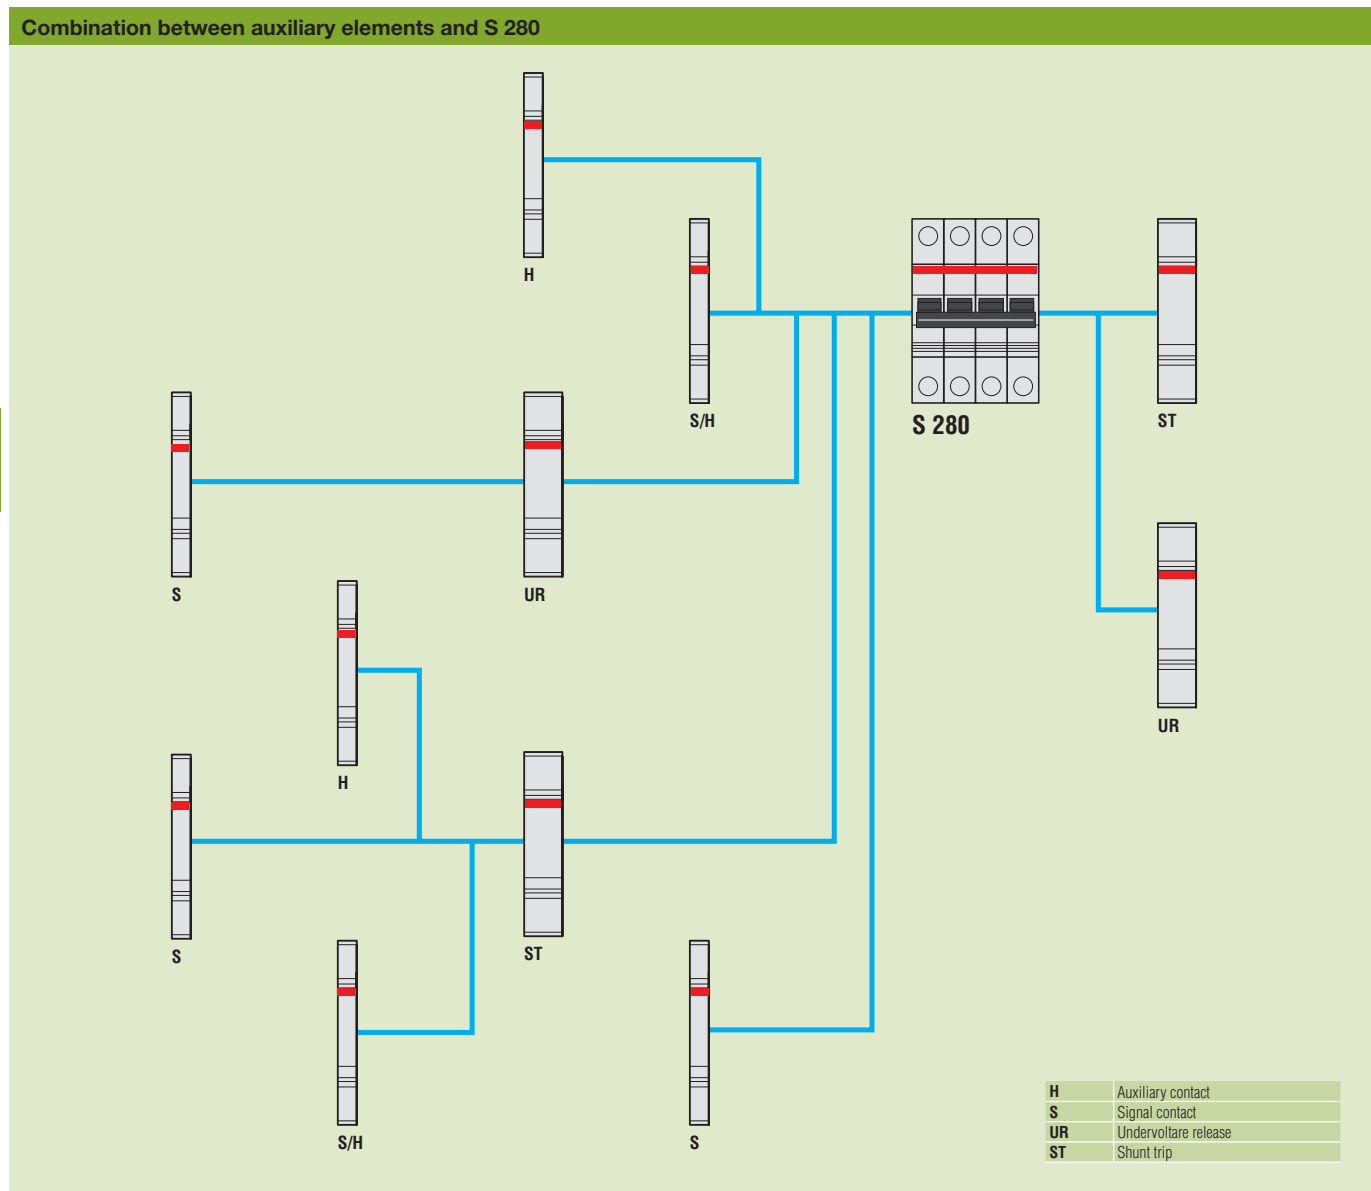 Combination between auxiliary elements and S 280
H
S/H
S 280
ST
S
UR
UR
H
S
ST
S/H
S
H Auxiliary contact
S Signal contact
UR Undervoltare release
ST Shunt trip